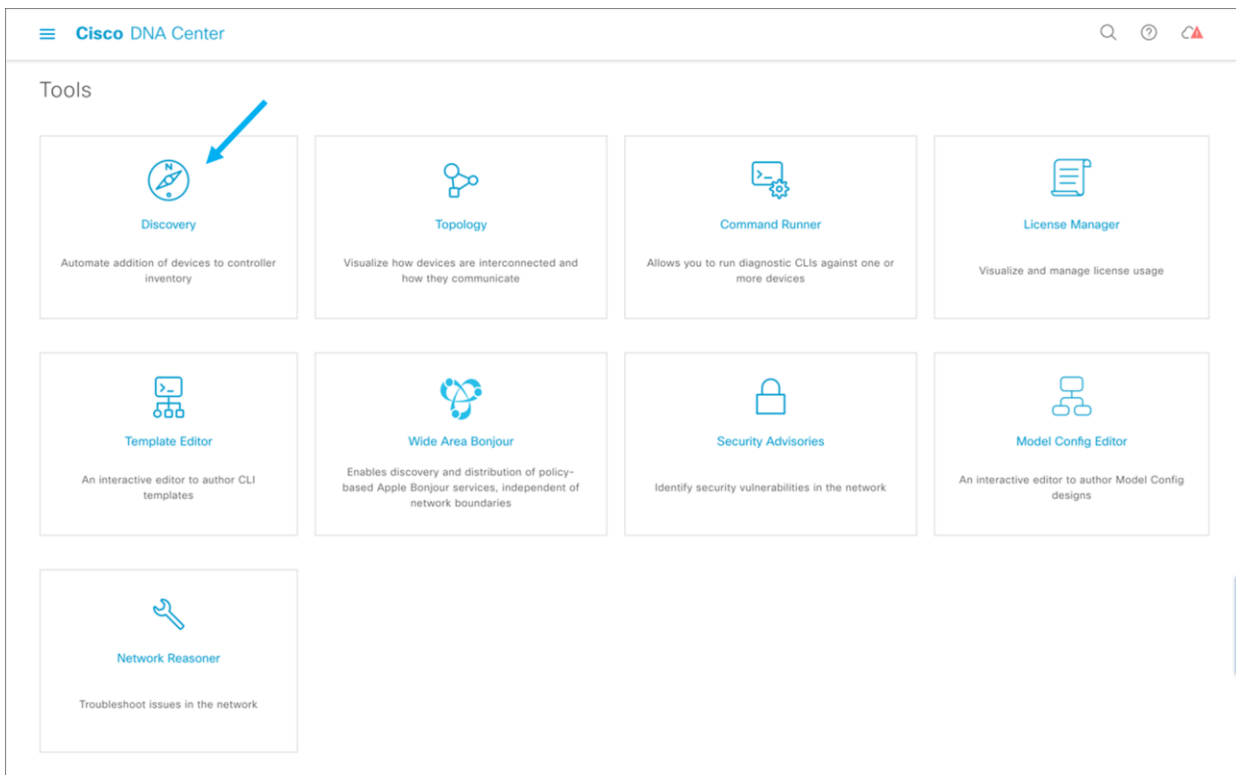 Cisco DNA Center
Tools
N
Discovery
Automate addition of devices to controller
inventory
Topology
Visualize how devices are interconnected and
how they communicate
Command Runner
Allows you to run diagnostic CLIs against one or
more devices
License Manager
Visualize and manage license usage
Template Editor
An interactive editor to author CLI
templates
Wide Area Bonjour
Enables discovery and distribution of policy-
based Apple Bonjour services, independent of
network boundaries
Security Advisories
Identify security vulnerabilities in the network
Model Config Editor
An interactive editor to author Model Config
designs
Network Reasoner
Troubleshoot issues in the network